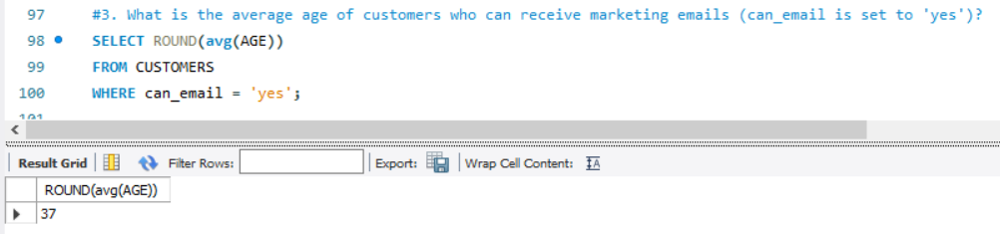 97 #3. What is the average age of customers who can receive marketing emails (can_email is set to 'yes')?
98 SELECT ROUND(avg(AGE))
99 FROM CUSTOMERS
100 WHERE can_email = 'yes';
101
Result Grid Filter Rows: Export: Wrap Cell Content:
ROUND(avg(AGE))
37